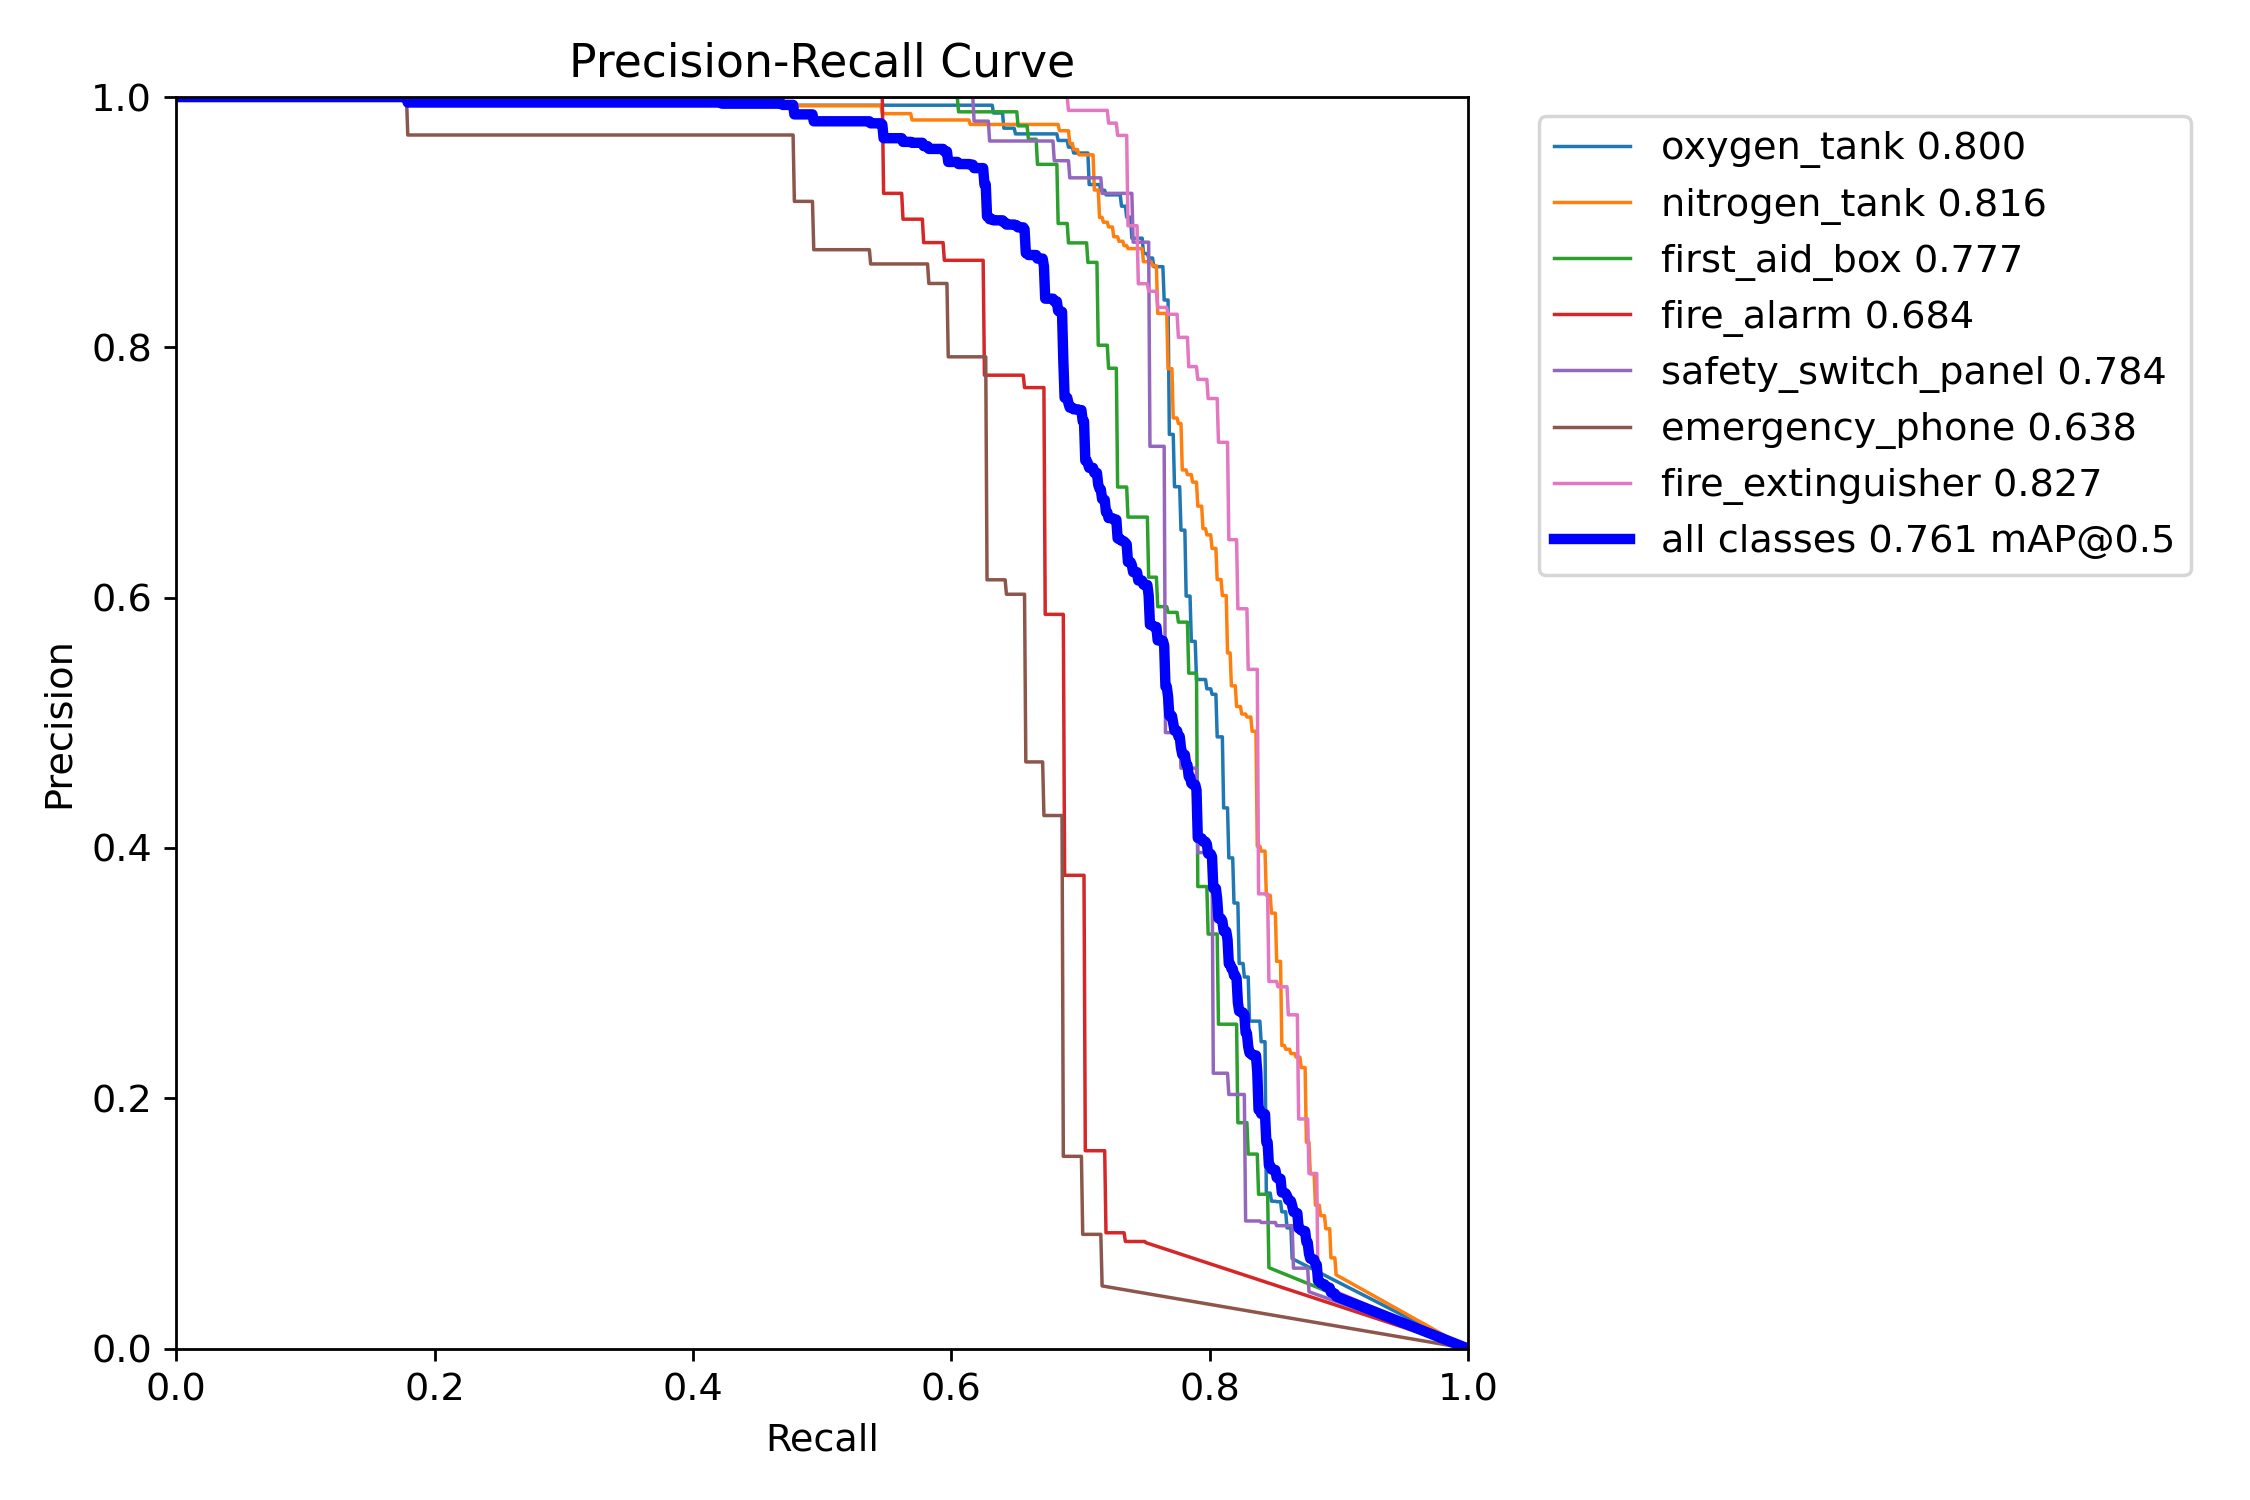 Precision-Recall Curve
1.0
0.8
0.6
0.4
0.2
0.0
Precision
0.0 0.2 0.4 0.6 0.8 1.0
Recall
oxygen_tank 0.800
nitrogen_tank 0.816
first_aid_box 0.777
fire_alarm 0.684
safety_switch_panel 0.784
emergency_phone 0.638
fire_extinguisher 0.827
all classes 0.761 mAP@0.5